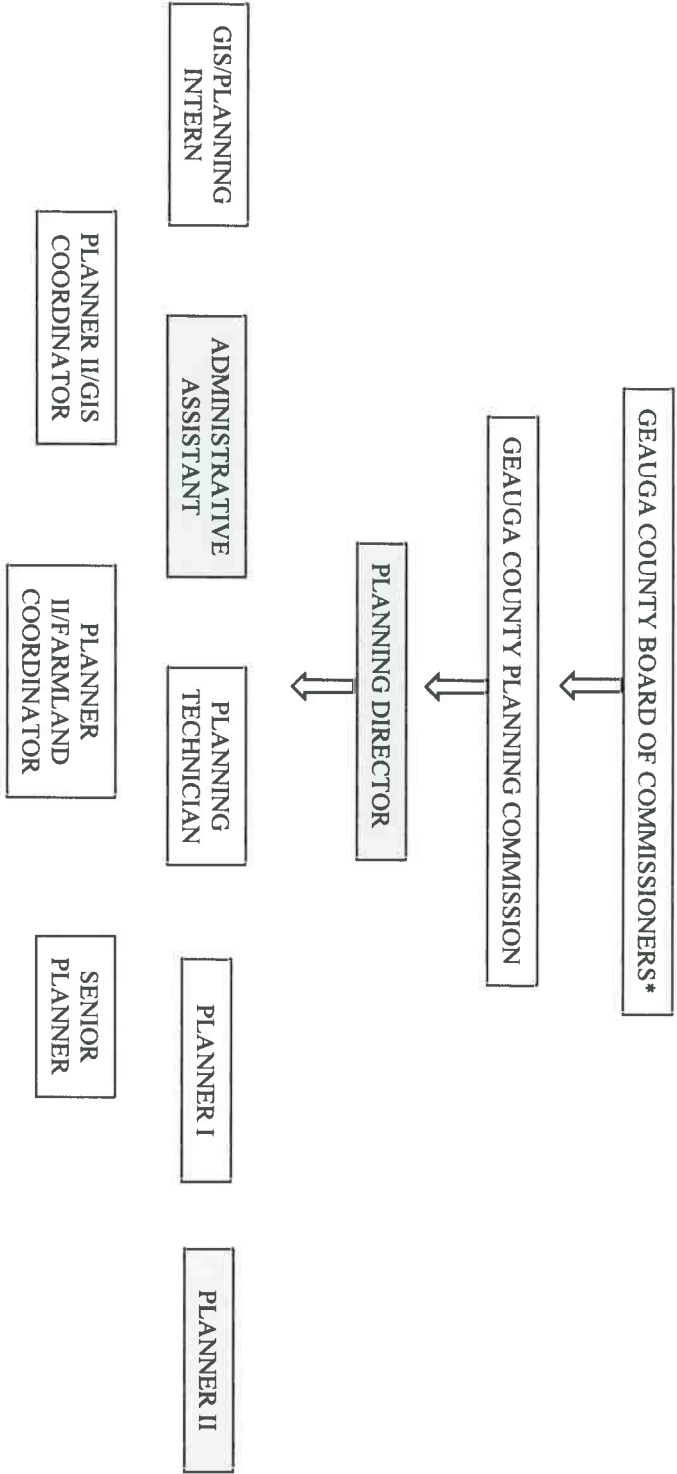 GEAUGA COUNTY BOARD OF COMMISSIONERS*
GEAUGA COUNTY PLANNING COMMISSION
PLANNING DIRECTOR
GIS/PLANNING
INTERN
ADMINISTRATIVE
ASSISTANT
PLANNING
TECHNICIAN
PLANNER I
PLANNER II
PLANNER II/GIS
COORDINATOR
PLANNER
II/FARMLAND
COORDINATOR
SENIOR
PLANNER